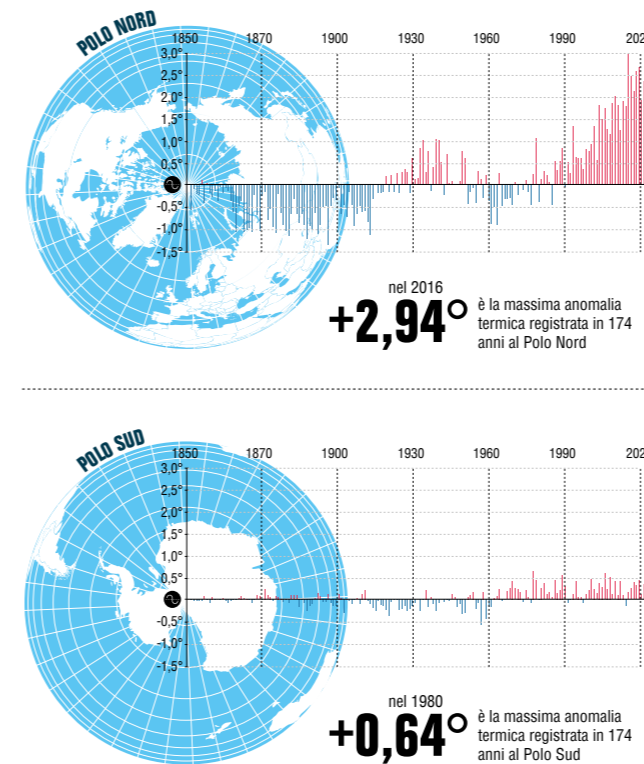 POLO NORD
1850 1870 1900 1930 1960 1990 202
3,0°
2,5°
2,0°
1,5°
1,0°
0,5°
-0,5°
-1,0°
-1,5°
nel 2016
+2,94°
è la massima anomalia
termica registrata in 174
anni al Polo Nord
POLO SUD
1850 1870 1900 1930 1960 1990 202
3,0°
2,5°
2,0°
1,5°
1,0°
0,5°
-0,5°
-1,0°
-1,5°
nel 1980
+0,64°
è la massima anomalia
termica registrata in 174
anni al Polo Sud